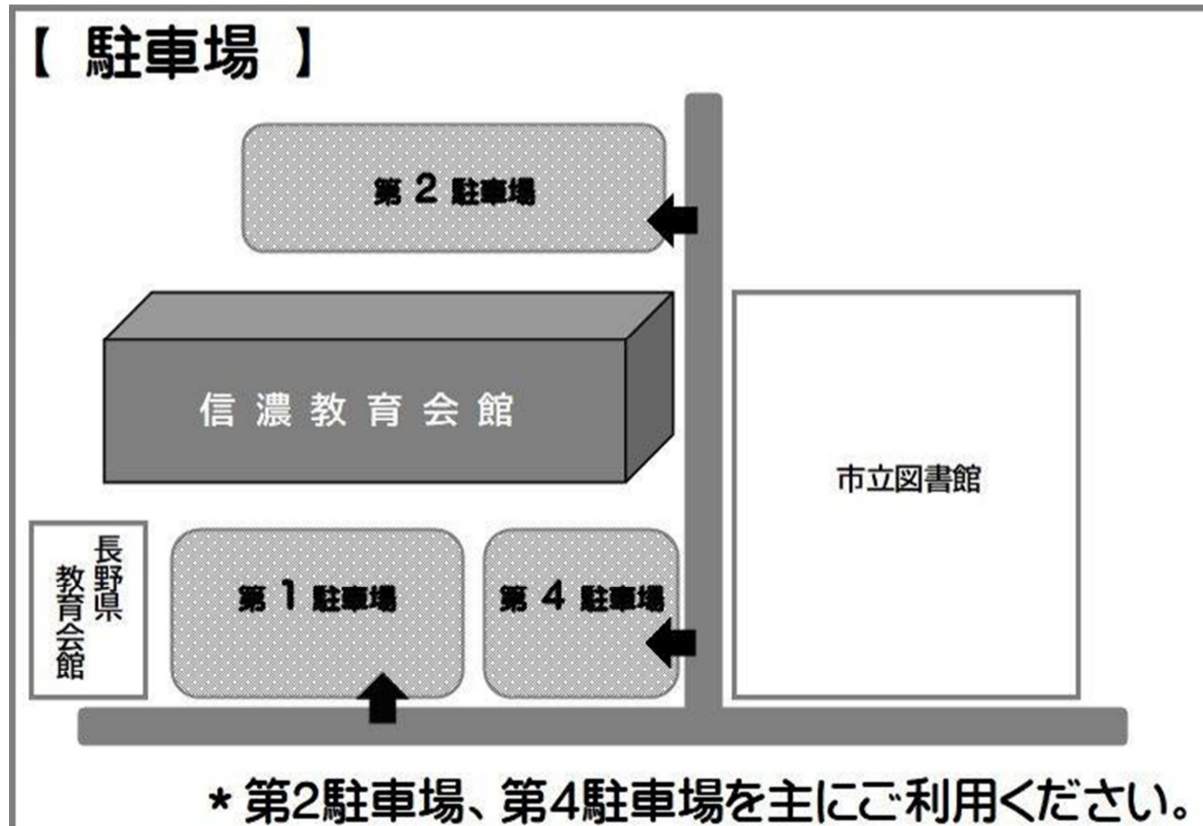 【 駐車場 】
第 2 駐車場
信濃教育会館
市立図書館
長野県
教育会館
第 1 駐車場
第 4 駐車場
* 第2駐車場、第4駐車場を主にご利用ください。